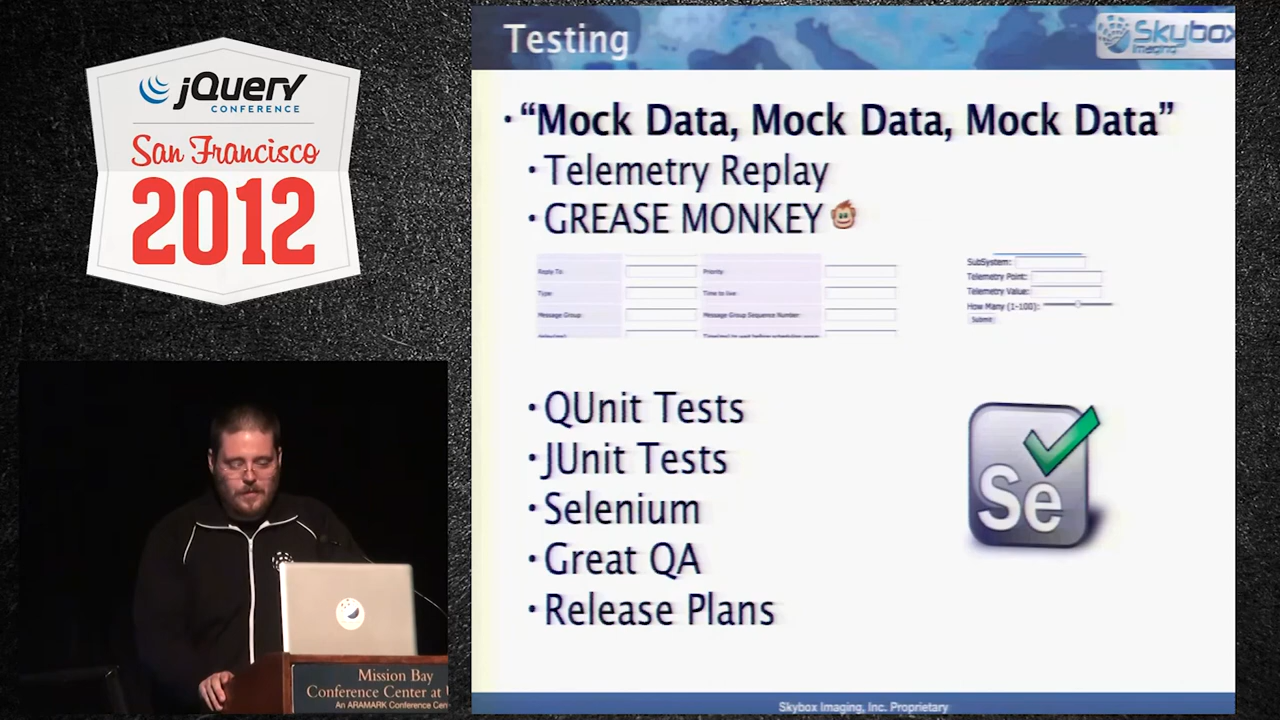 jQuery
CONFERENCE
San Francisco
2012
Mission Bay
Conference Center at
An ARAMARK Conference Cen
Testing
Skybox
Imaging
• “Mock Data, Mock Data, Mock Data”
• Telemetry Replay
• GREASE MONKEY
Reply To:
Priority:
Type:
Time to live:
Message Group:
Message Group Sequence Number:
SubSystem:
Telemetry Point:
Telemetry Value:
How Many (1-100):
Submit
• QUnit Tests
• JUnit Tests
• Selenium
• Great QA
• Release Plans
Se
Skybox Imaging, Inc. Proprietary